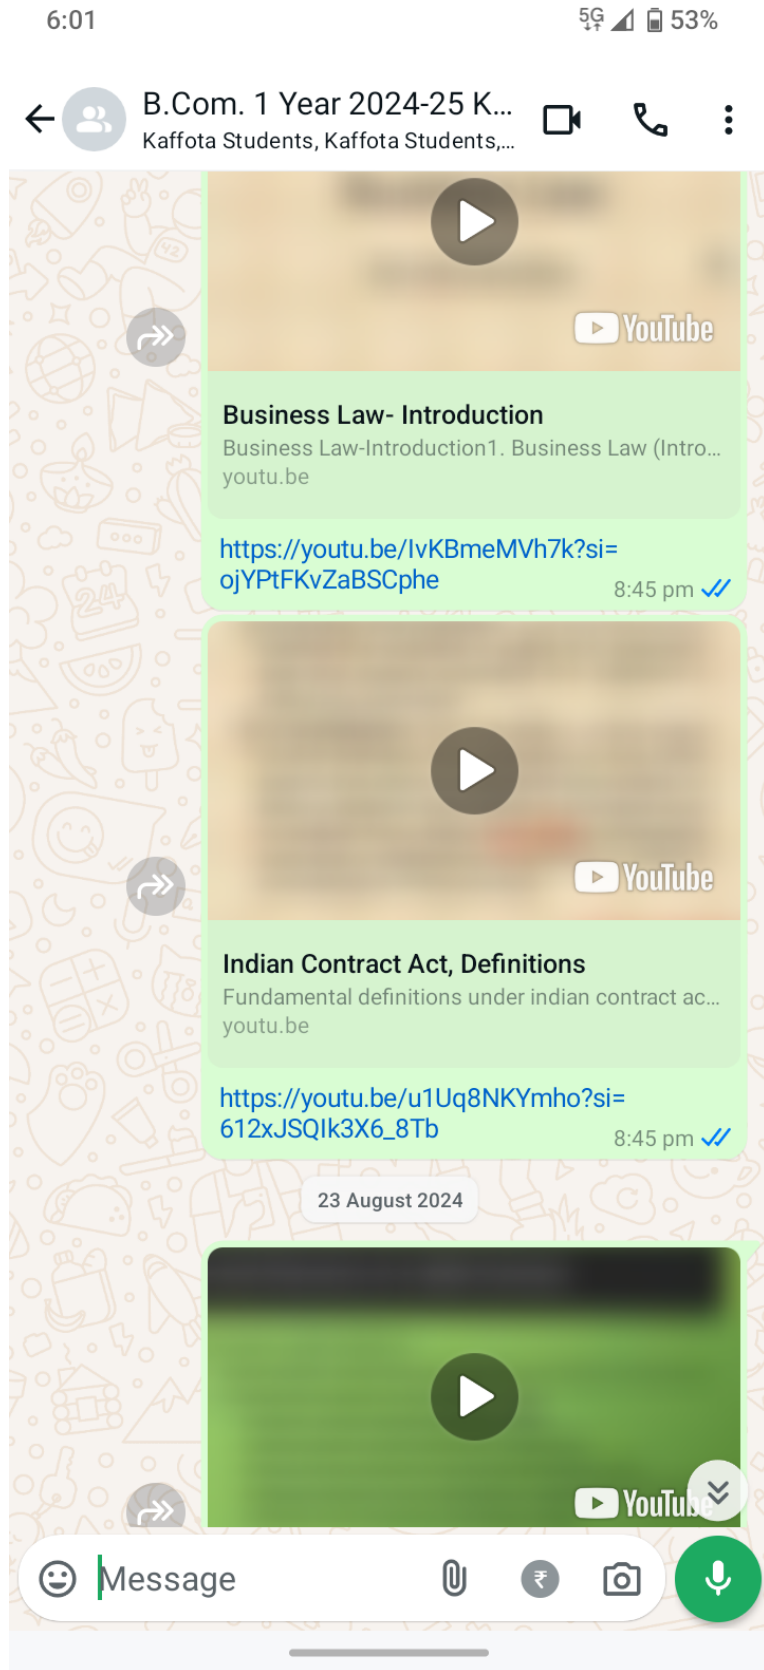 6:01
5G
53%
B.Com. 1 Year 2024-25 K...
Kaffota Students, Kaffota Students,...
YouTube
Business Law- Introduction
Business Law-Introduction1. Business Law (Intro...
youtu.be
https://youtu.be/IvKBmeMVh7k?si=
ojYPtFKvZaBSCphe
8:45 pm
YouTube
Indian Contract Act, Definitions
Fundamental definitions under indian contract ac...
youtu.be
https://youtu.be/u1Uq8NKYmho?si=
612xJSQIk3X6_8Tb
8:45 pm
23 August 2024
YouTube
Message